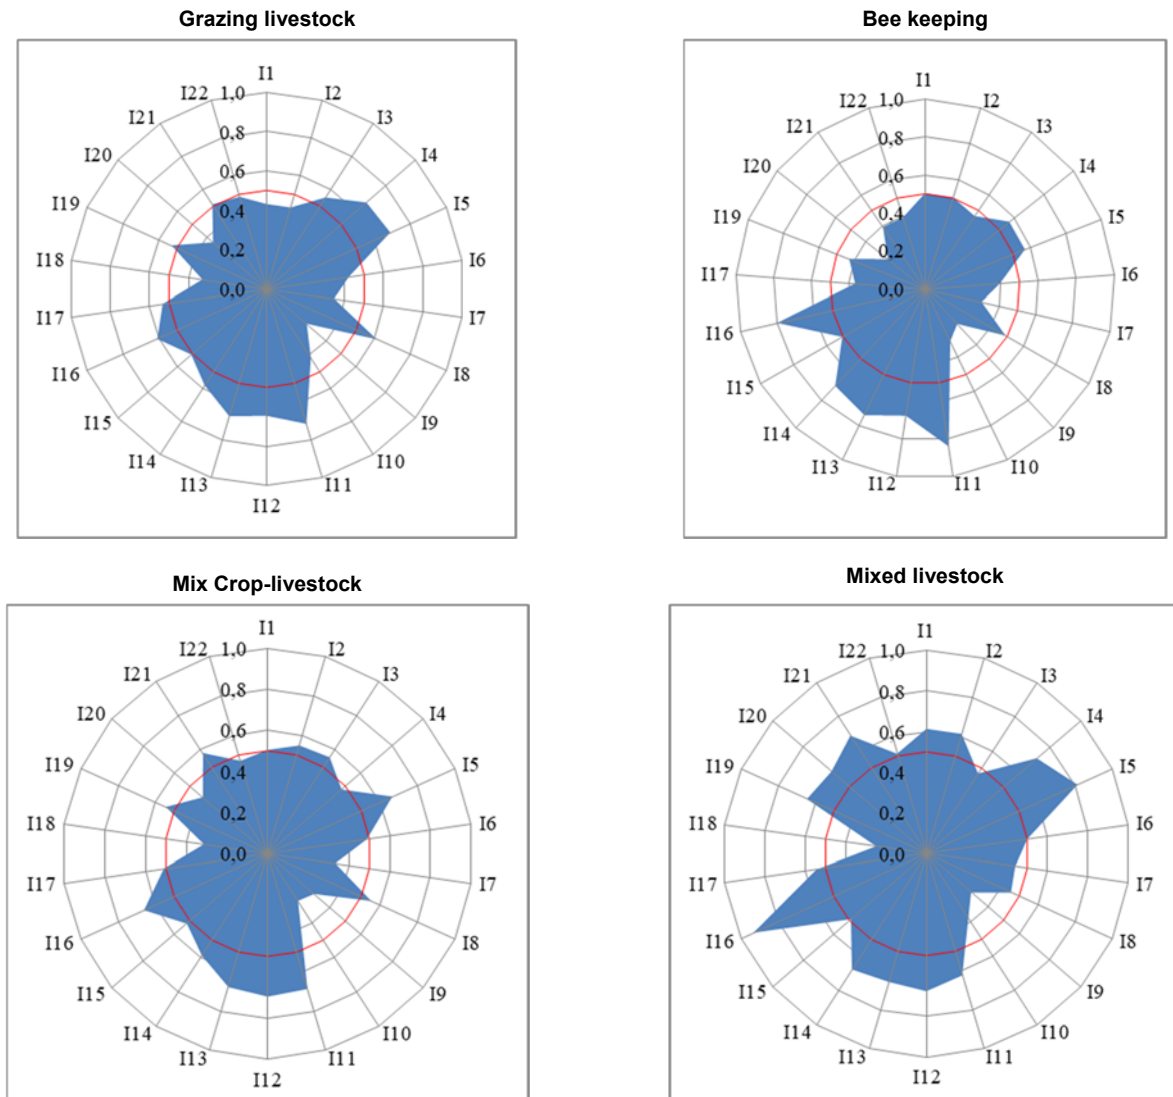 Grazing livestock
I1
I2
I3
I4
I5
I6
I7
I8
I9
I10
I11
I12
I13
I14
I15
I16
I17
I18
I19
I20
I21
I22
1,0
0,8
0,6
0,4
0,2
0,0
Bee keeping
I1
I2
I3
I4
I5
I6
I7
I8
I9
I10
I11
I12
I13
I14
I15
I16
I17
I19
I20
I21
I22
1,0
0,8
0,6
0,4
0,2
0,0
Mix Crop-livestock
I1
I2
I3
I4
I5
I6
I7
I8
I9
I10
I11
I12
I13
I14
I15
I16
I17
I18
I19
I20
I21
I22
1,0
0,8
0,6
0,4
0,2
0,0
Mixed livestock
I1
I2
I3
I4
I5
I6
I7
I8
I9
I10
I11
I12
I13
I14
I15
I16
I17
I18
I19
I20
I21
I22
1,0
0,8
0,6
0,4
0,2
0,0